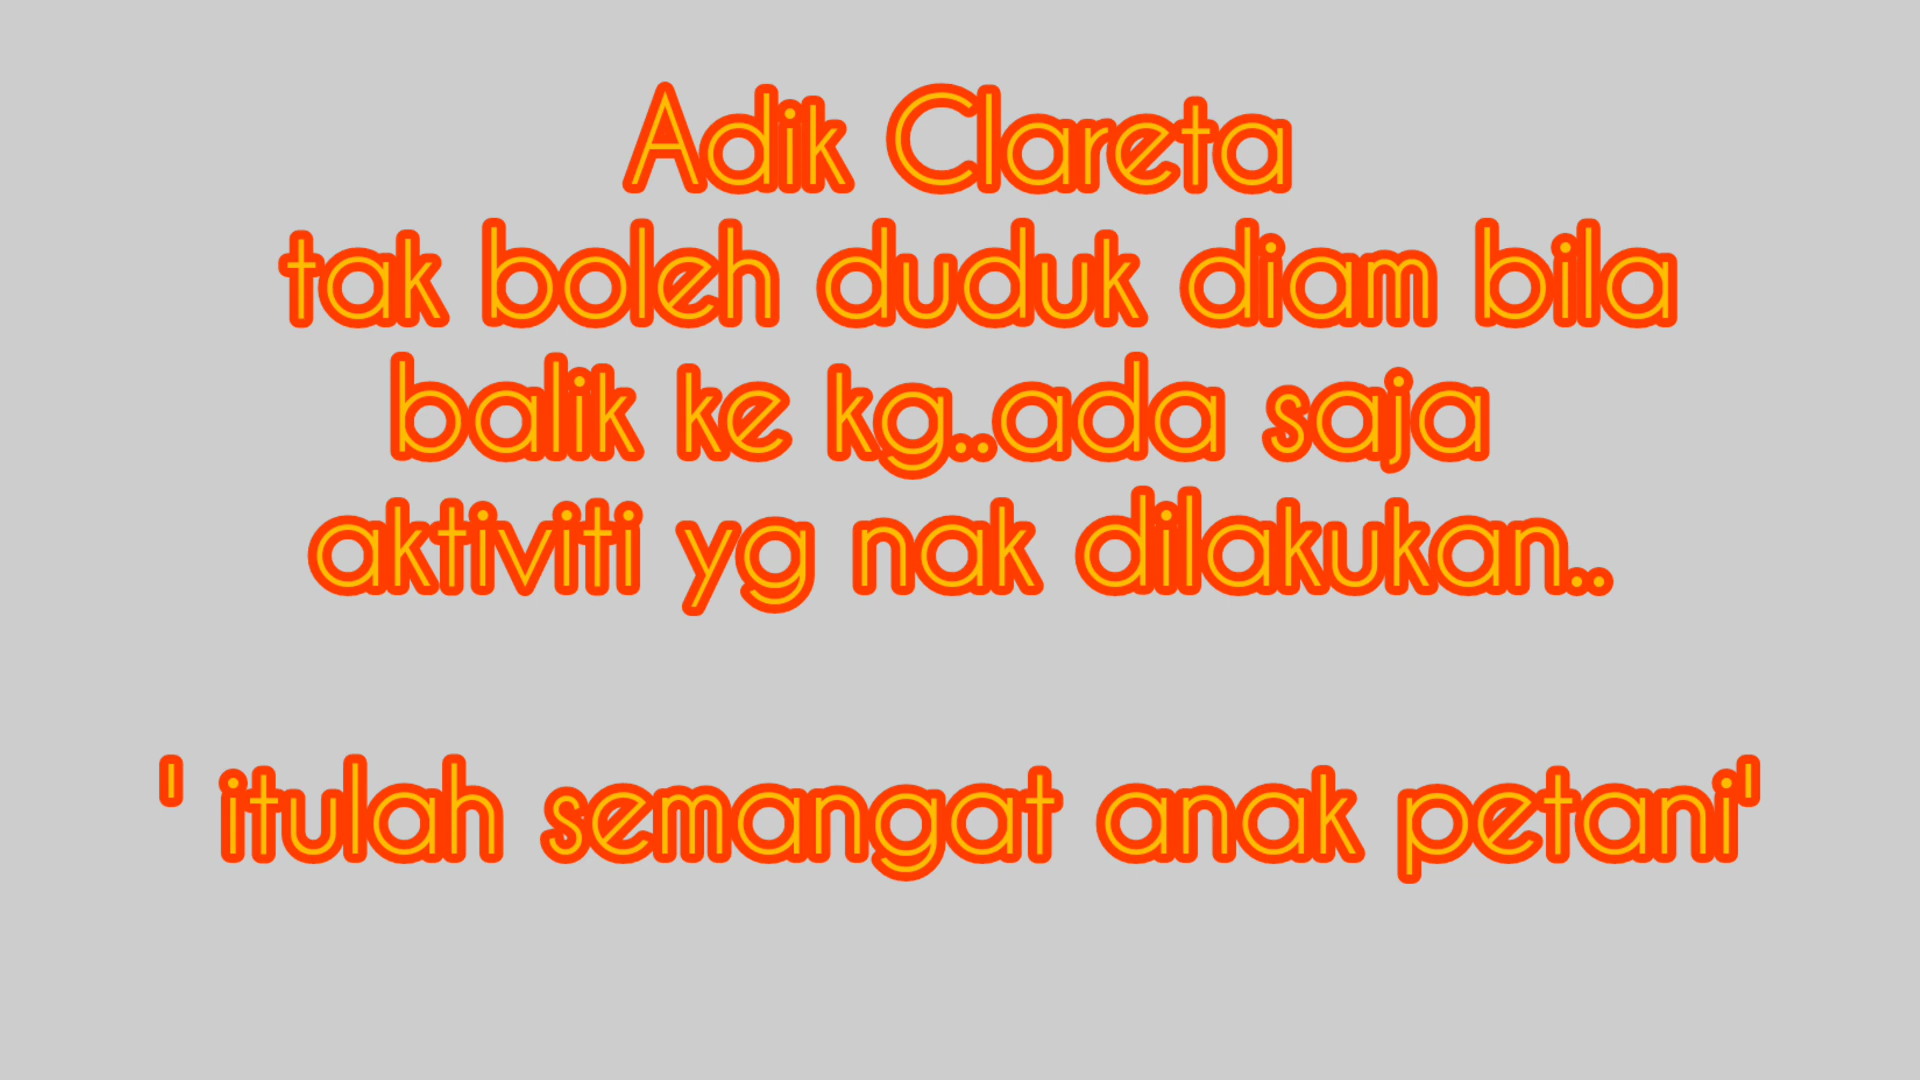 Adik Clareta
tak boleh duduk diam bila
balik ke kg..ada saja
aktiviti yg nak dilakukan..
' itulah semangat anak petani'